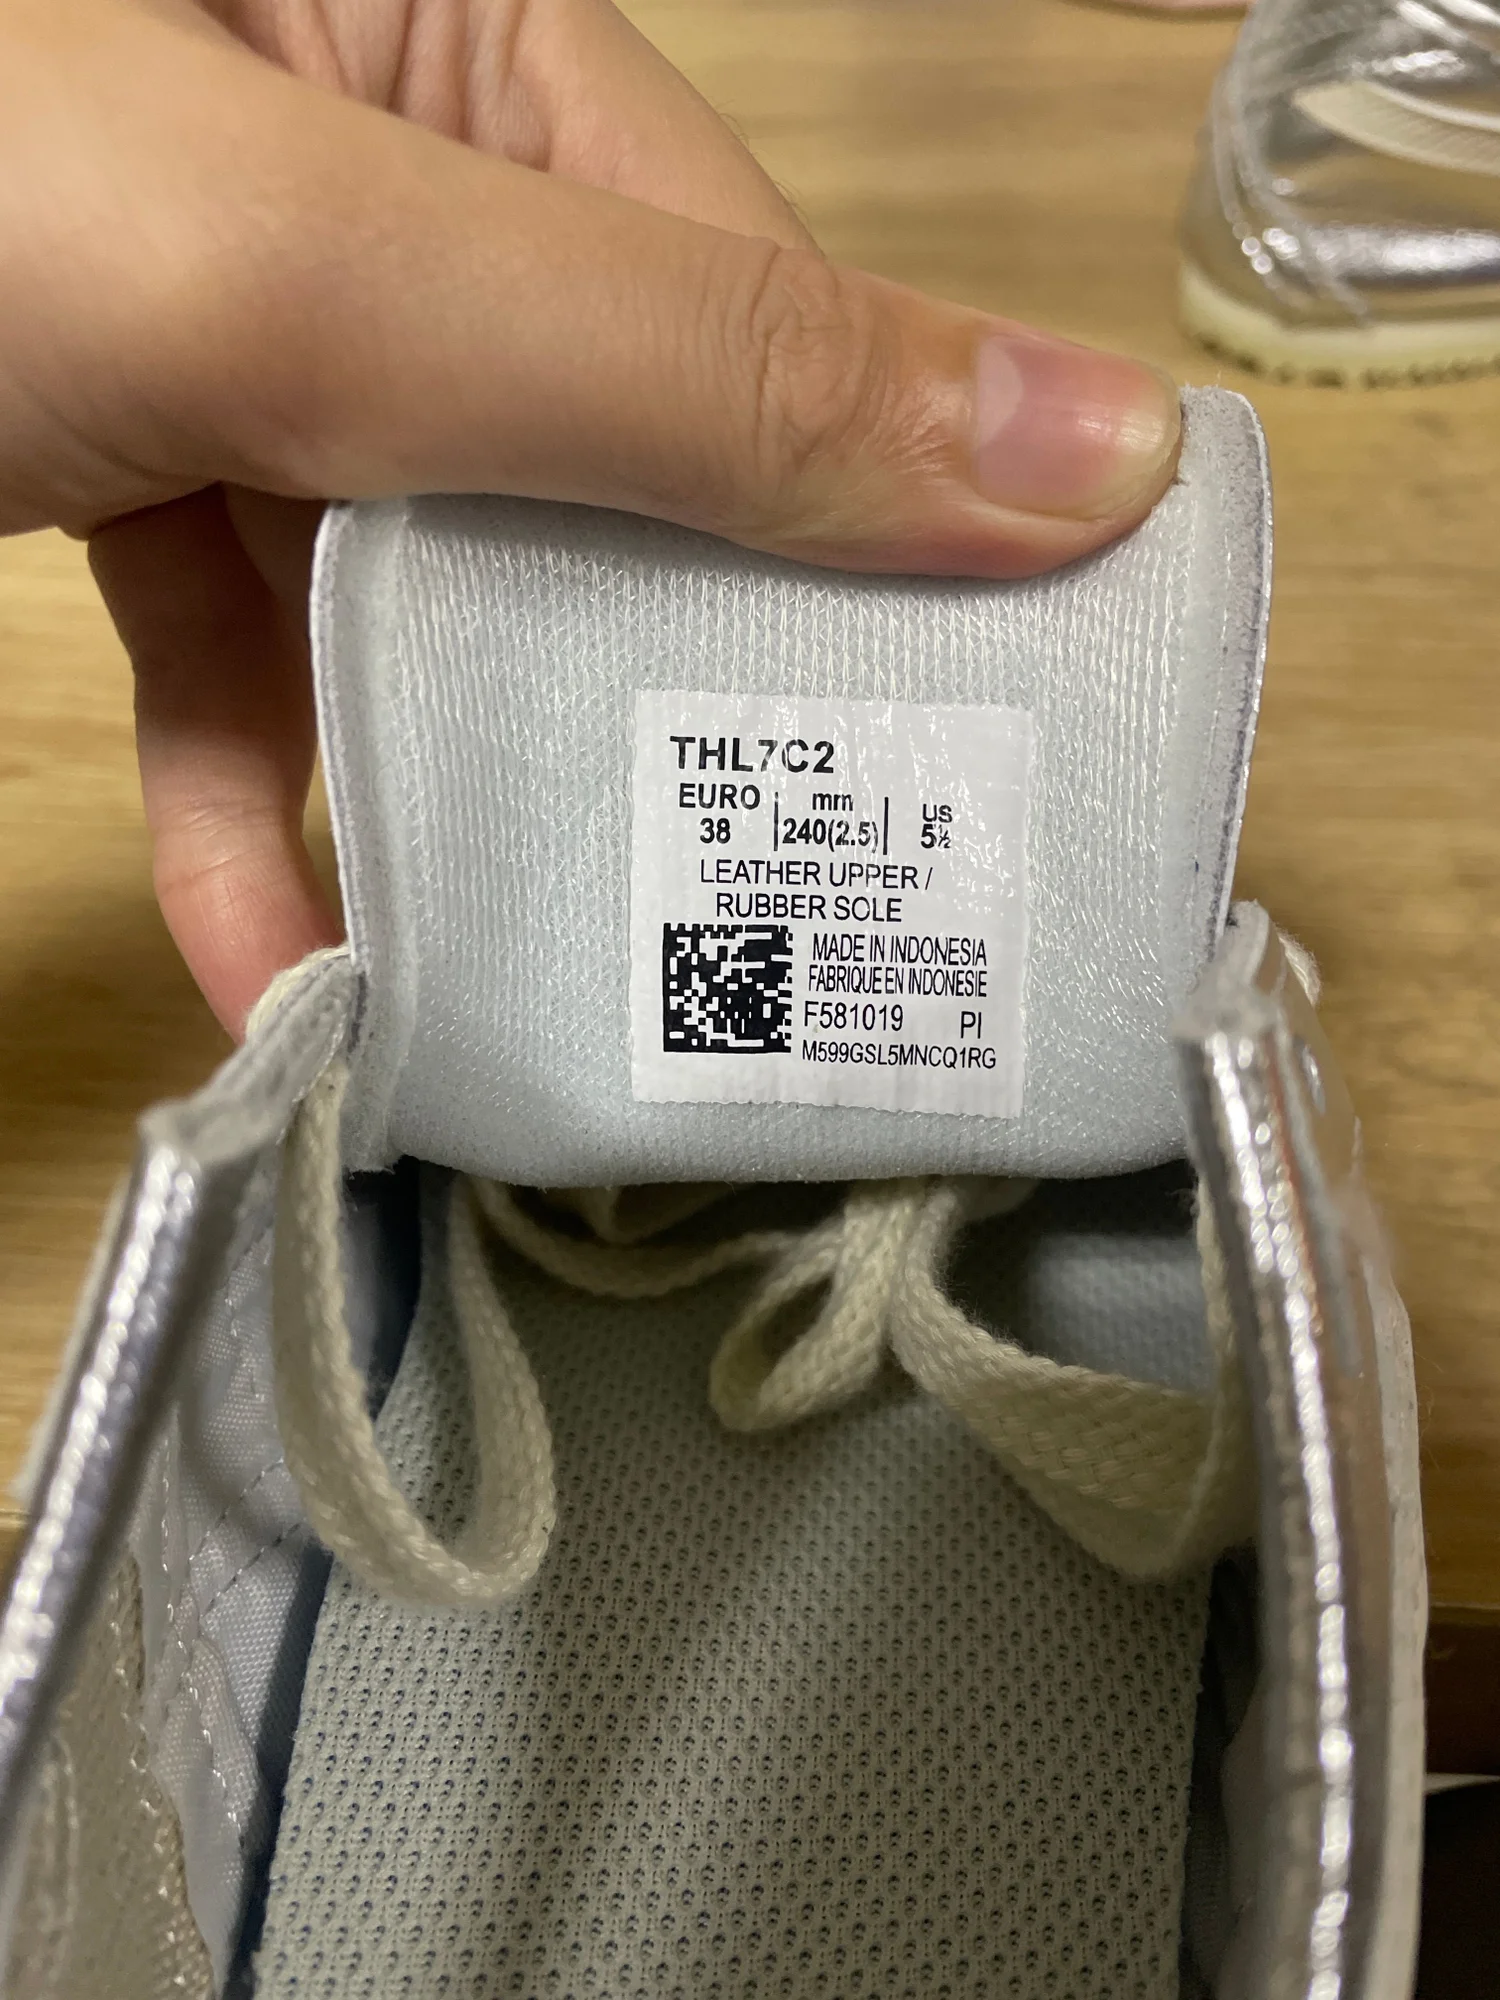 THL7C2
EURO | mm | US
38 | 240(2.5) | 5½
LEATHER UPPER /
RUBBER SOLE
MADE IN INDONESIA
FABRIQUE EN INDONESIE
F581019 PI
M599GSL5MNCQ1RG